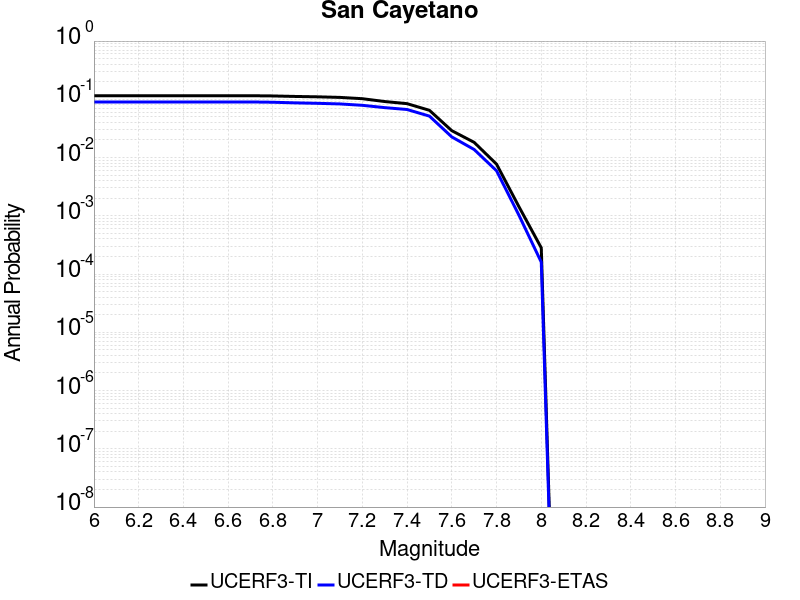 San Cayetano
10^0
10^-1
10^-2
10^-3
10^-4
10^-5
10^-6
10^-7
10^-8
Annual Probability
6 6.2 6.4 6.6 6.8 7 7.2 7.4 7.6 7.8 8 8.2 8.4 8.6 8.8 9
Magnitude
UCERF3-TI UCERF3-TD UCERF3-ETAS